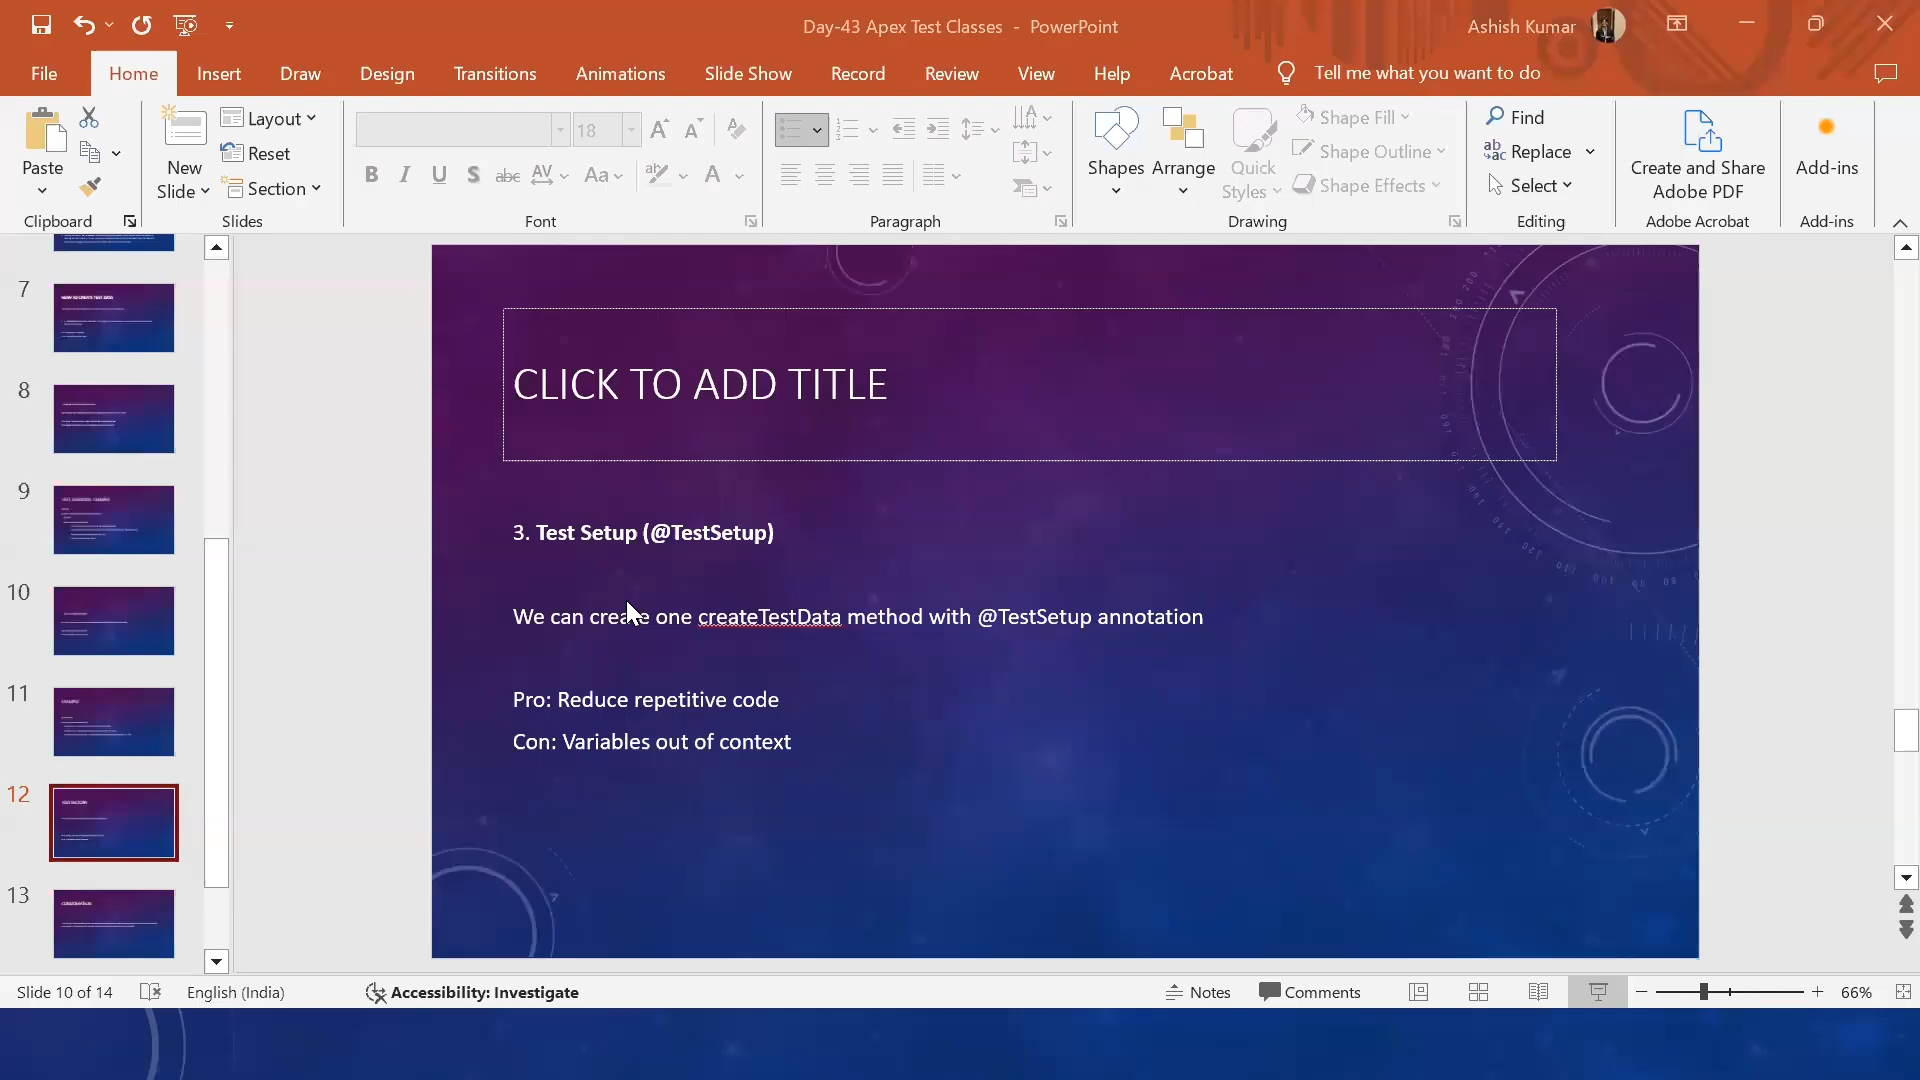 Day-43 Apex Test Classes - PowerPoint
Ashish Kumar
File Home Insert Draw Design Transitions Animations Slide Show Record Review View Help Acrobat Tell me what you want to do
Paste
Clipboard
New Slide
Layout
Reset
Section
Slides
18
B I U S abc AV Aa A
Font
Paragraph
Shapes
Arrange
Quick Styles
Shape Fill
Shape Outline
Shape Effects
Drawing
Find
Replace
Select
Editing
Create and Share Adobe PDF
Adobe Acrobat
Add-ins
Add-ins
7
8
9
10
11
12
13
CLICK TO ADD TITLE
3. Test Setup (@TestSetup)
We can create one createTestData method with @TestSetup annotation
Pro: Reduce repetitive code
Con: Variables out of context
Slide 10 of 14 English (India) Accessibility: Investigate Notes Comments 66%